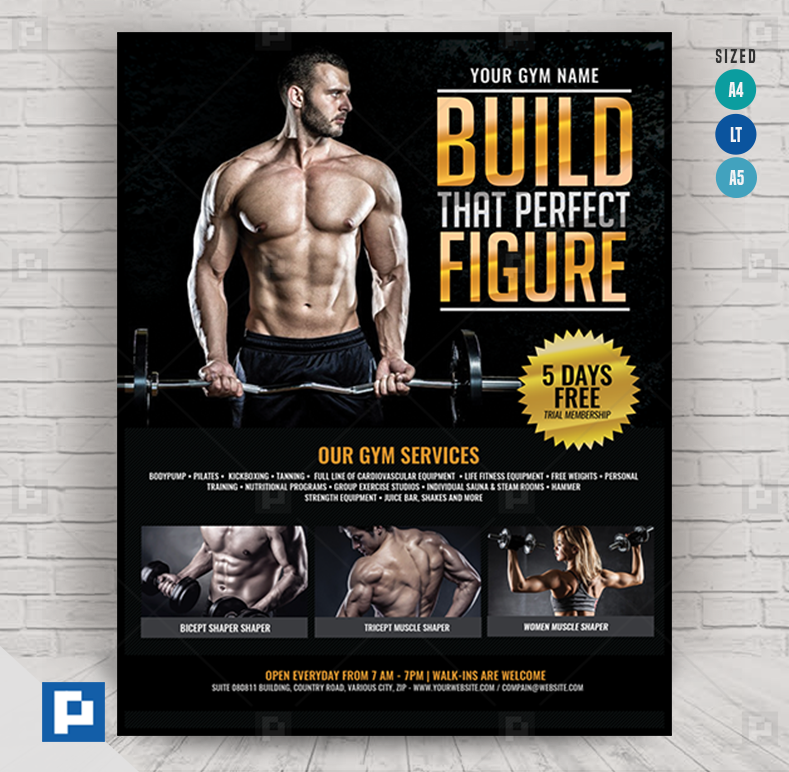 SIZED
A4
LT
A5
YOUR GYM NAME
BUILD
THAT PERFECT
FIGURE
5 DAYS
FREE
TRIAL MEMBERSHIP
OUR GYM SERVICES
BODYPUMP • PILATES • KICKBOXING • TANNING • FULL LINE OF CARDIOVASCULAR EQUIPMENT • LIFE FITNESS EQUIPMENT • FREE WEIGHTS • PERSONAL
TRAINING • NUTRITIONAL PROGRAMS • GROUP EXERCISE STUDIOS • INDIVIDUAL SAUNA & STEAM ROOMS • HAMMER
STRENGTH EQUIPMENT • JUICE BAR, SHAKES AND MORE
BICEPT SHAPER SHAPER
TRICEPT MUSCLE SHAPER
WOMEN MUSCLE SHAPER
OPEN EVERYDAY FROM 7 AM - 7PM | WALK-INS ARE WELCOME
SUITE 080811 BUILDING, COUNTRY ROAD, VARIOUS CITY, ZIP - WWW.YOURWEBSITE.COM / COMPAIN@WEBSITE.COM